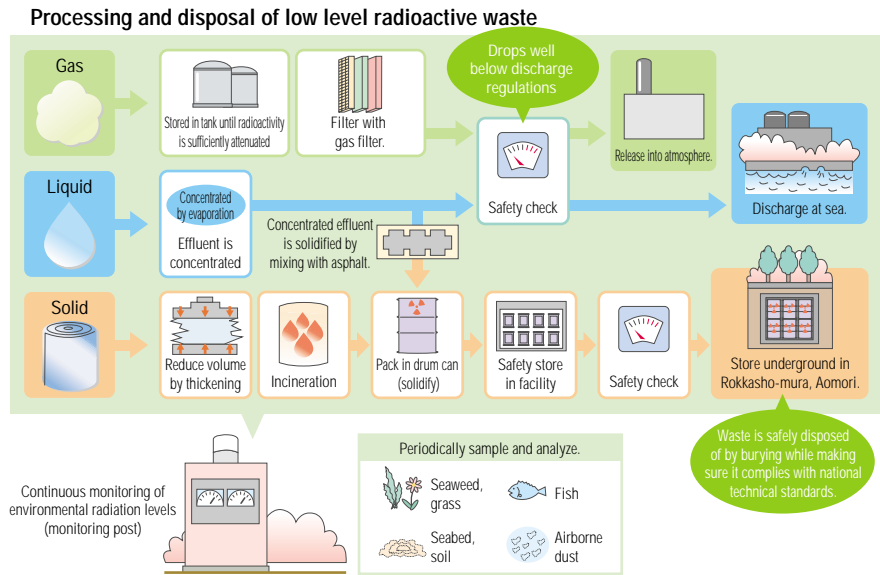 Processing and disposal of low level radioactive waste
Gas
Stored in tank until radioactivity
is sufficiently attenuated
Filter with
gas filter.
Drops well
below discharge
regulations
Safety check
Release into atmosphere.
Liquid
Concentrated
by evaporation
Effluent is
concentrated
Concentrated effluent
is solidified by
mixing with asphalt.
Discharge at sea.
Solid
Reduce volume
by thickening
Incineration
Pack in drum can
(solidify)
Safety store
in facility
Safety check
Store underground in
Rokkasho-mura, Aomori.
Waste is safely disposed
of by burying while making
sure it complies with national
technical standards.
Continuous monitoring of
environmental radiation levels
(monitoring post)
Periodically sample and analyze.
Seaweed,
grass
Fish
Seabed,
soil
Airborne
dust